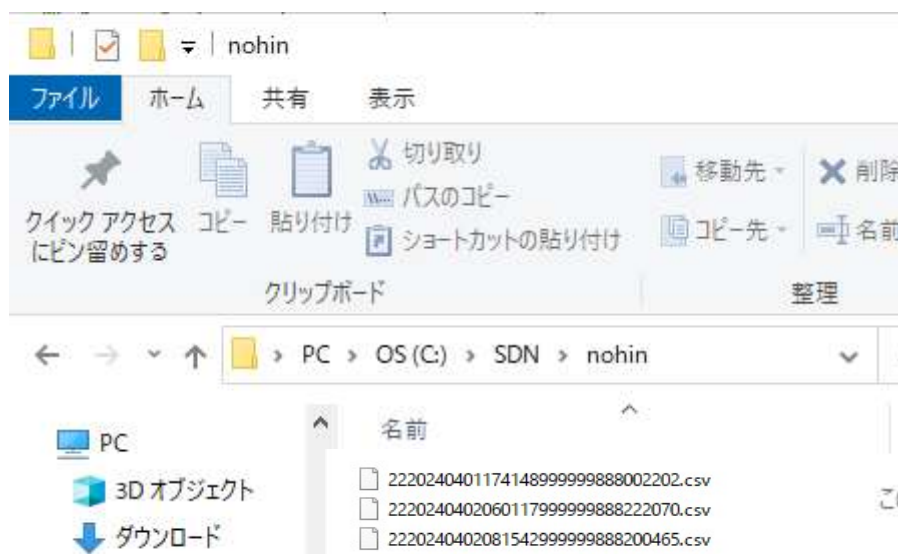 nohin
ファイル ホーム 共有 表示
クイック アクセス
にピン留めする
コピー
貼り付け
切り取り
パスのコピー
ショートカットの貼り付け
クリップボード
移動先
コピー先
削除
名前
整理
PC › OS (C:) › SDN › nohin
PC
3D オブジェクト
ダウンロード
名前
2220240401174148999999888002202.csv
2220240402060117999999888222070.csv
2220240402081542999999888200465.csv